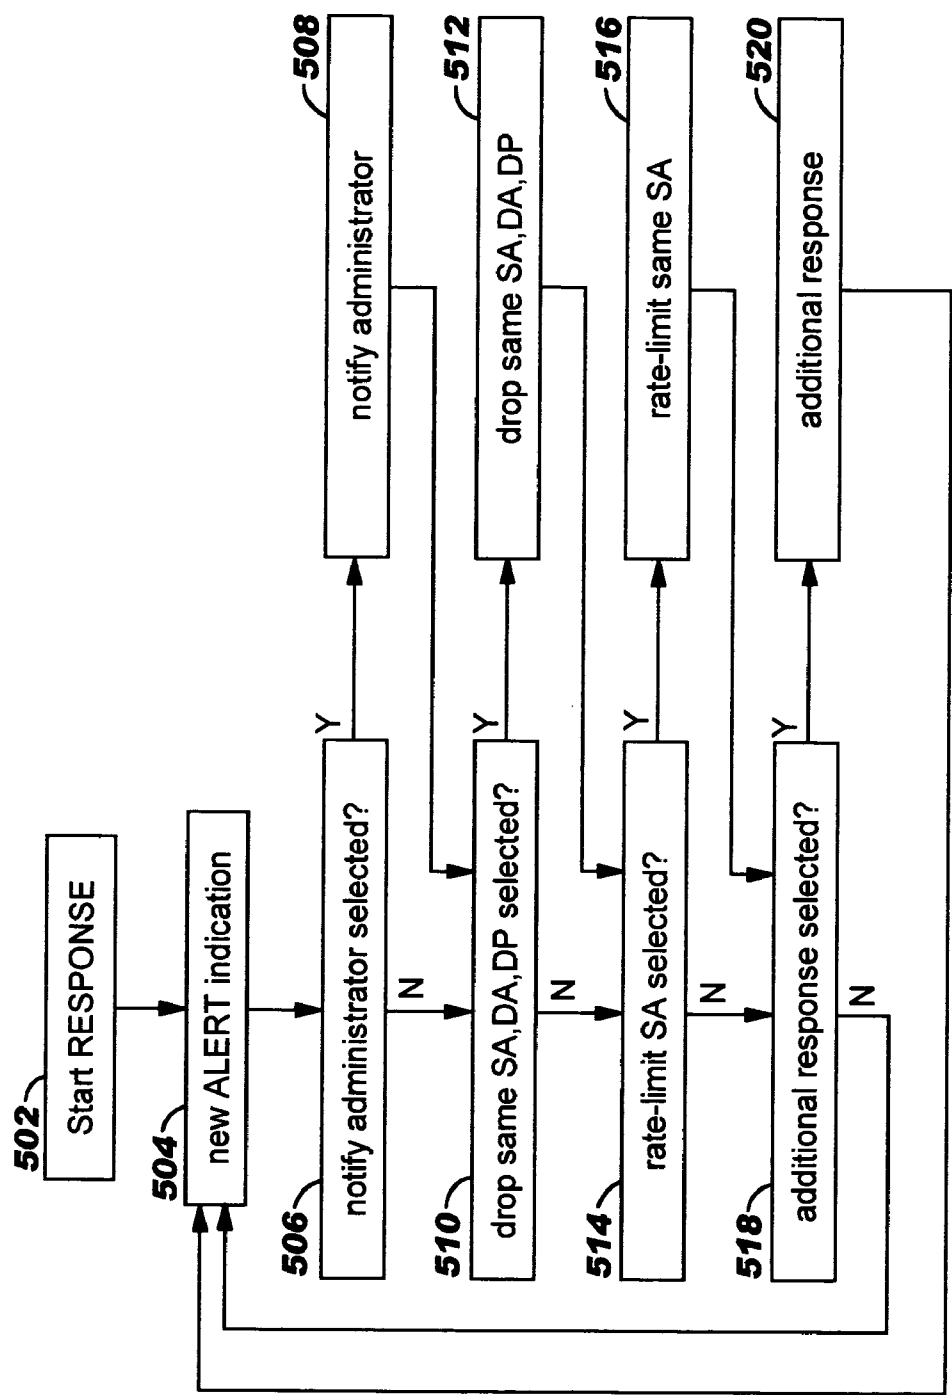 502
Start RESPONSE
504
new ALERT indication
506
notify administrator selected?
Y
508
notify administrator
N
510
drop same SA,DA,DP selected?
Y
512
drop same SA,DA,DP
N
514
rate-limit SA selected?
Y
516
rate-limit same SA
N
518
additional response selected?
Y
520
additional response
N